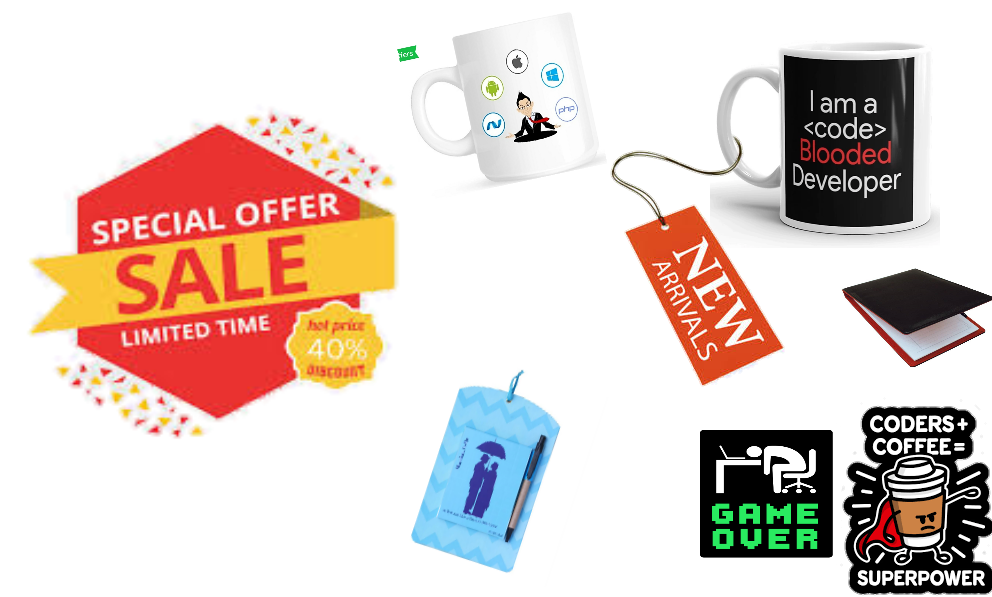 SPECIAL OFFER
SALE
LIMITED TIME
hot price
40%
DISCOUNT
php
I am a
<code>
Blooded
Developer
NEW
ARRIVALS
GAME
OVER
CODERS+
COFFEE=
SUPERPOWER